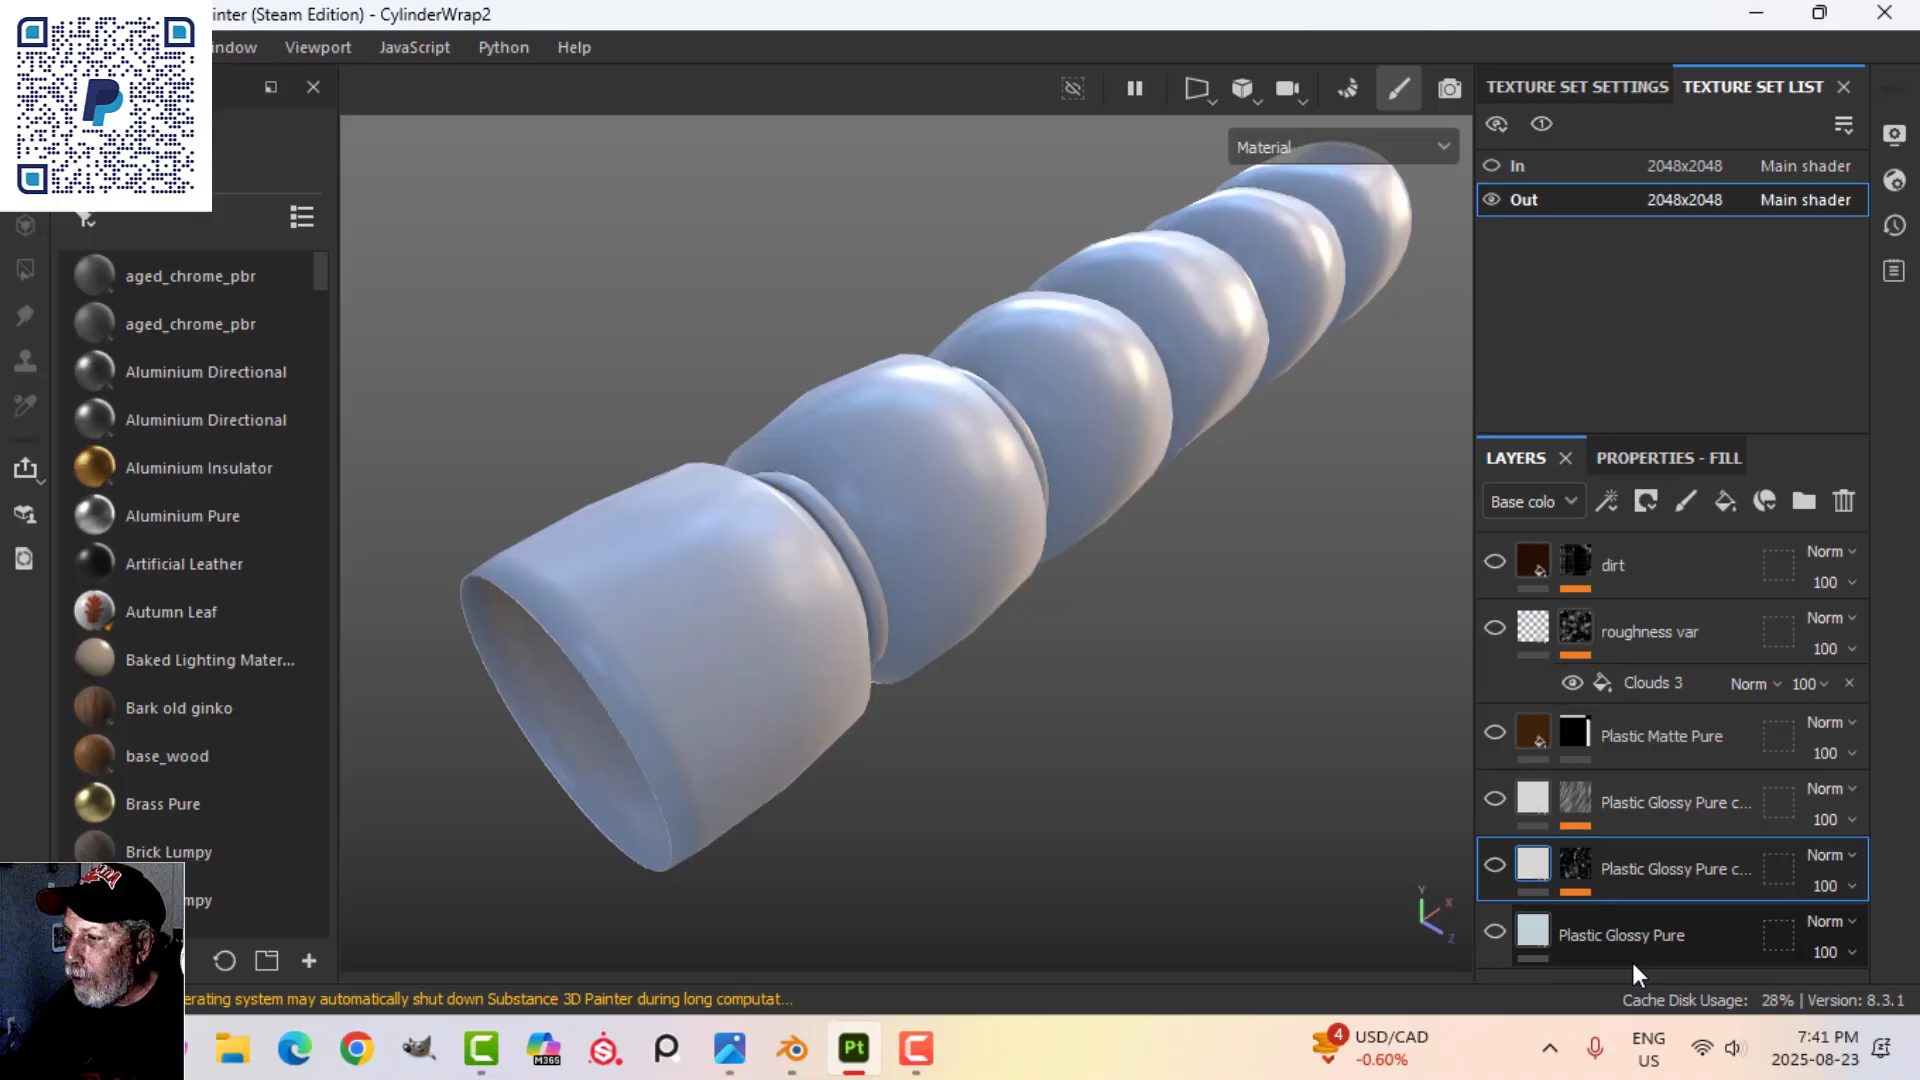 inter (Steam Edition) - CylinderWrap2
indow Viewport JavaScript Python Help
Material
TEXTURE SET SETTINGS TEXTURE SET LIST
In 2048x2048 Main shader
Out 2048x2048 Main shader
aged_chrome_pbr
aged_chrome_pbr
Aluminium Directional
Aluminium Directional
Aluminium Insulator
Aluminium Pure
Artificial Leather
Autumn Leaf
Baked Lighting Mater...
Bark old ginko
base_wood
Brass Pure
Brick Lumpy
mpy
LAYERS PROPERTIES - FILL
Base colo
dirt Norm 100
roughness var Norm 100
Clouds 3 Norm 100
Plastic Matte Pure Norm 100
Plastic Glossy Pure c... Norm 100
Plastic Glossy Pure c... Norm 100
Plastic Glossy Pure Norm 100
Y
X
Z
erating system may automatically shut down Substance 3D Painter during long computat...
Cache Disk Usage: 28% | Version: 8.3.1
M365
Pt
4
USD/CAD
-0.60%
ENG
US
7:41 PM
2025-08-23